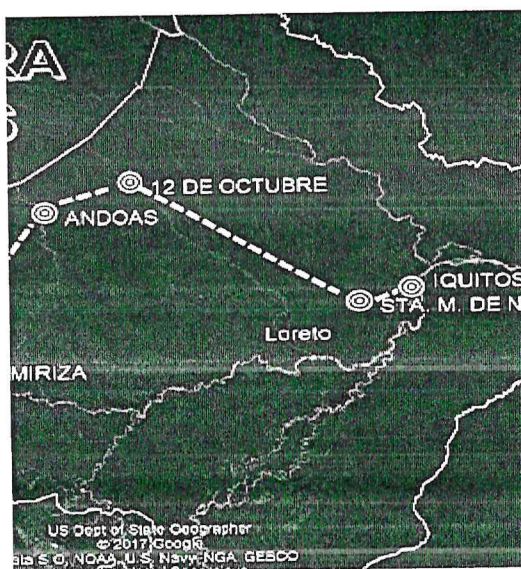 RA
S
12 DE OCTUBRE
ANDOAS
IQUITOS
STA. M. DE N
Loreto
MIRIZA
US Dept of State Geographer
© 2017 Google
ala S O, NOAA, U.S. Navy, NGA, GEBCO